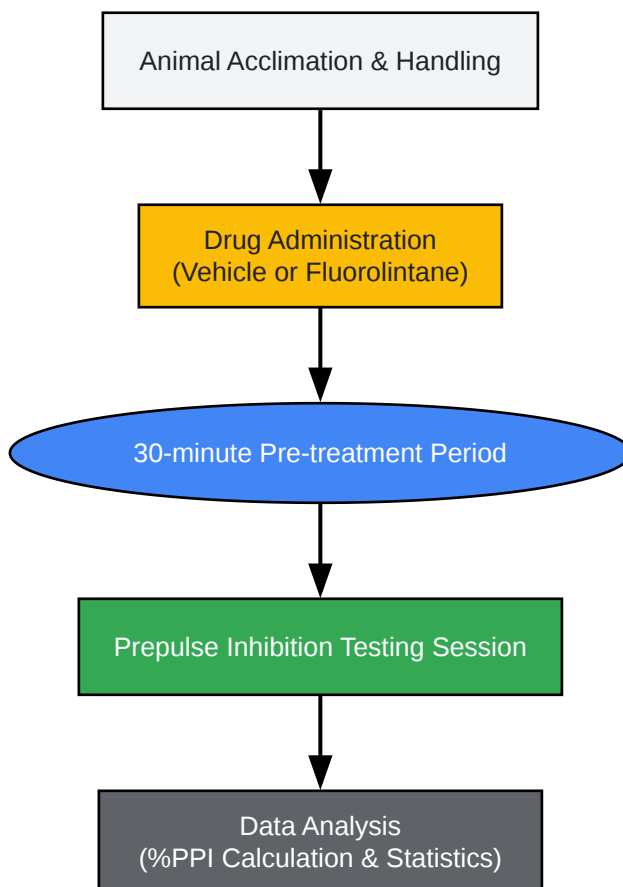 Animal Acclimation & Handling
Drug Administration
(Vehicle or Fluorolintane)
30-minute Pre-treatment Period
Prepulse Inhibition Testing Session
Data Analysis
(%PPI Calculation & Statistics)